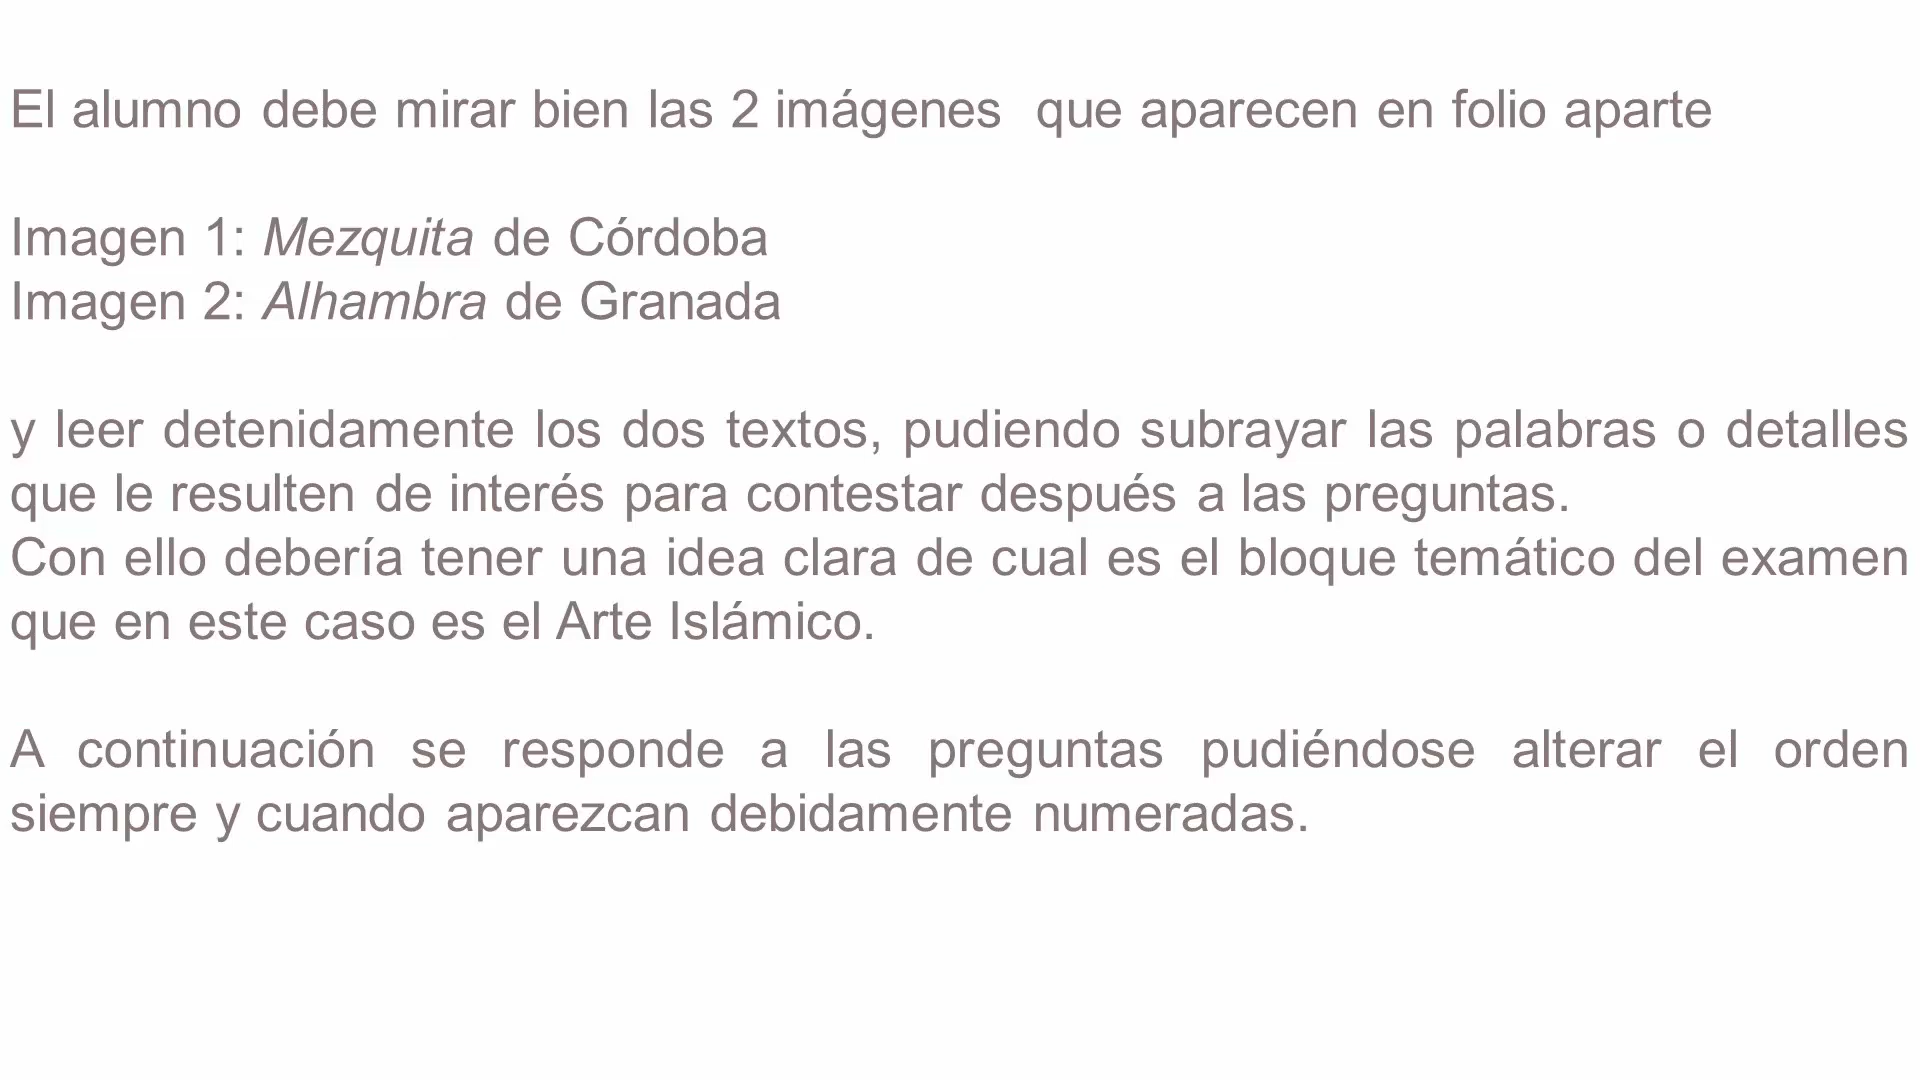 El alumno debe mirar bien las 2 imágenes que aparecen en folio aparte
Imagen 1: Mezquita de Córdoba
Imagen 2: Alhambra de Granada
y leer detenidamente los dos textos, pudiendo subrayar las palabras o detalles
que le resulten de interés para contestar después a las preguntas.
Con ello debería tener una idea clara de cual es el bloque temático del examen
que en este caso es el Arte Islámico.
A continuación se responde a las preguntas pudiéndose alterar el orden
siempre y cuando aparezcan debidamente numeradas.